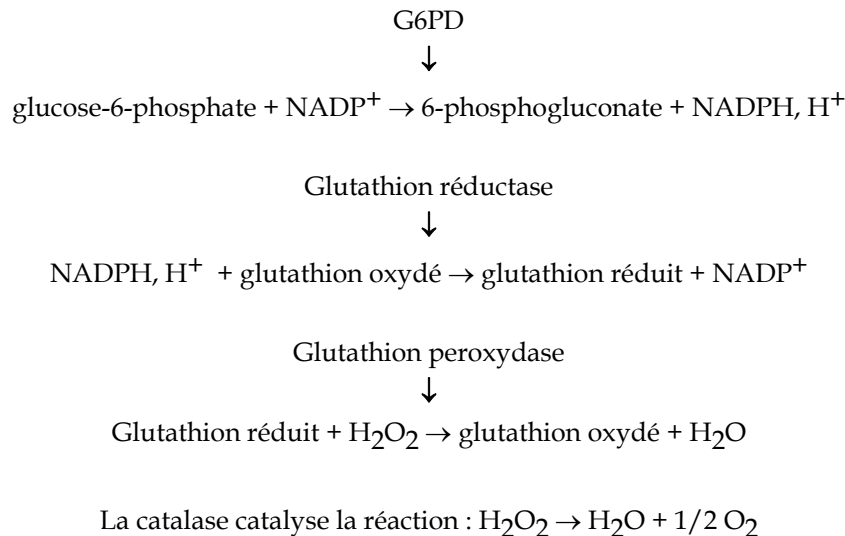 G6PD
↓
glucose-6-phosphate + NADP⁺ → 6-phosphogluconate + NADPH, H⁺
Glutathion réductase
↓
NADPH, H⁺ + glutathion oxydé → glutathion réduit + NADP⁺
Glutathion peroxydase
↓
Glutathion réduit + H₂O₂ → glutathion oxydé + H₂O
La catalase catalyse la réaction : H₂O₂ → H₂O + 1/2 O₂